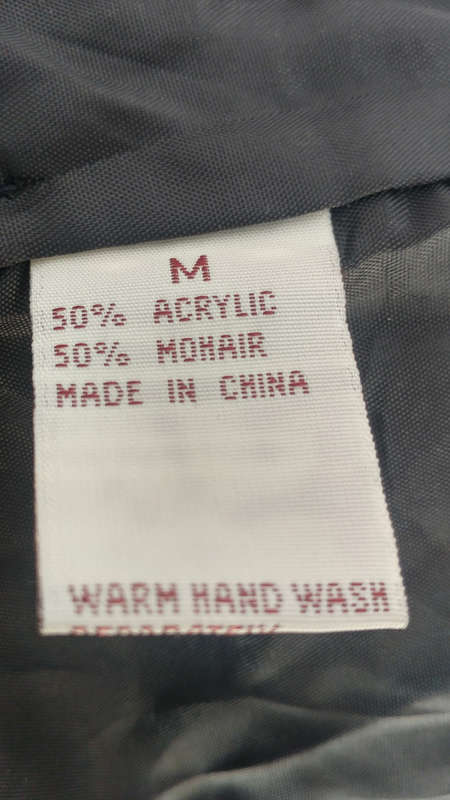 M
50% ACRYLIC
50% MOHAIR
MADE IN CHINA
WARM HAND WASH